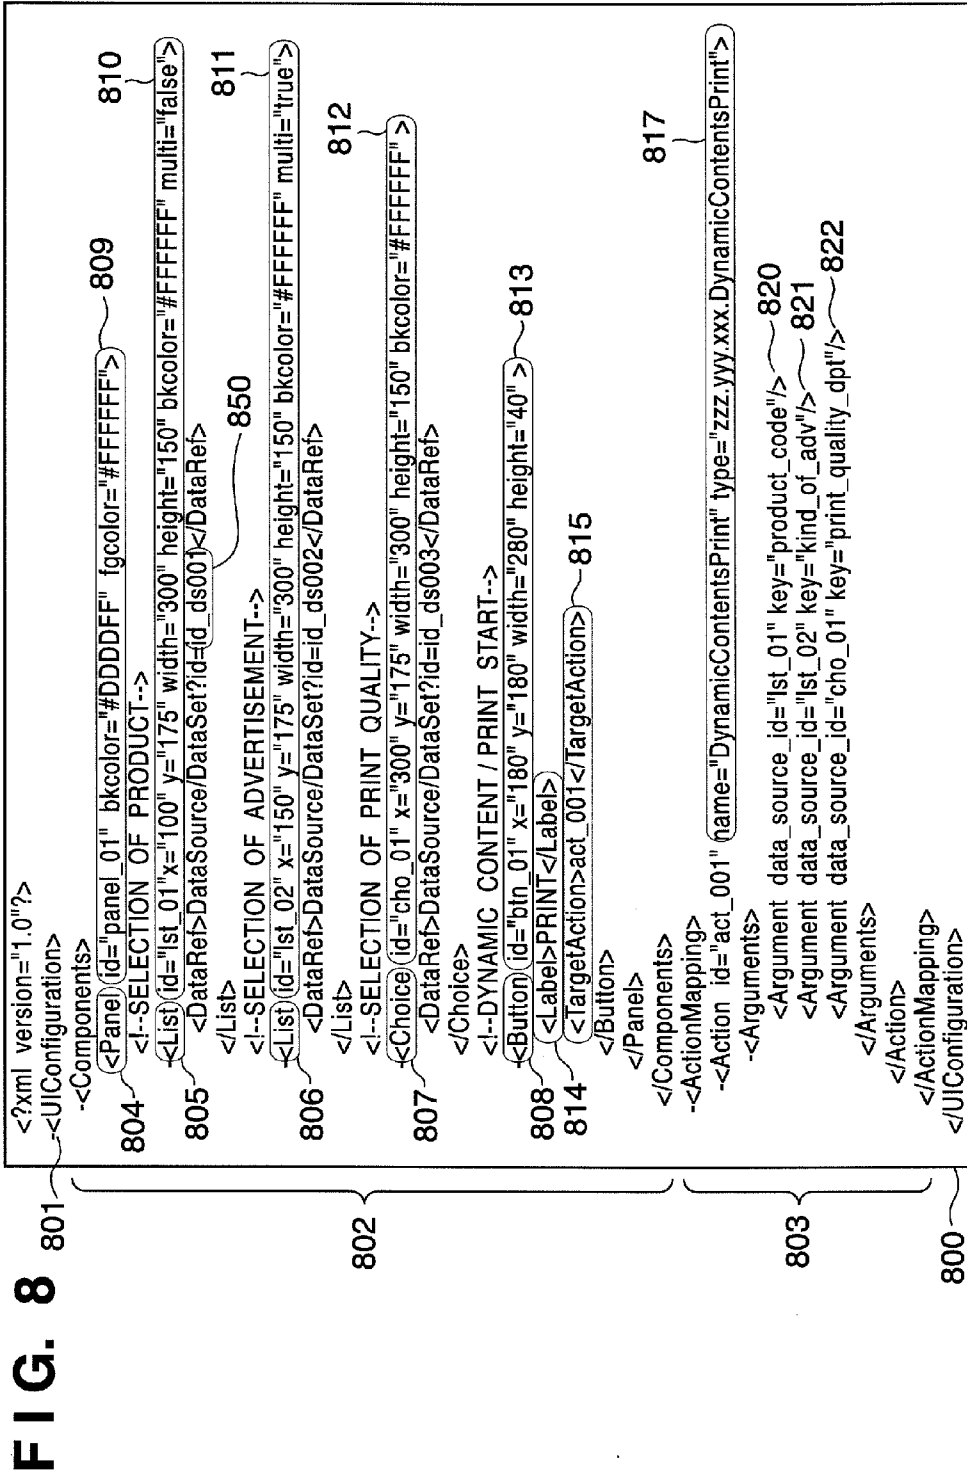 FIG. 8
<?xml version="1.0"?>
801
-<UIConfiguration>
-<Components>
804
<Panel id="panel_01" bkcolor="#DDDDFF" fgcolor="#FFFFFF">
809
<!--SELECTION OF PRODUCT-->
805
-<List id="lst_01"x="100" y="175" width="300" height="150" bkcolor="#FFFFFF" multi="false">
810
<DataRef>DataSource/DataSet?id=id_ds001</DataRef>
850
</List>
<!--SELECTION OF ADVERTISEMENT-->
806
-<List id="lst_02" x="150" y="175" width="300" height="150" bkcolor="#FFFFFF" multi="true">
811
<DataRef>DataSource/DataSet?id=id_ds002</DataRef>
</List>
802
<!--SELECTION OF PRINT QUALITY-->
807
-<Choice id="cho_01" x="300" y="175" width="300" height="150" bkcolor="#FFFFFF" >
812
<DataRef>DataSource/DataSet?id=id_ds003</DataRef>
</Choice>
<!--DYNAMIC CONTENT / PRINT START-->
808
-<Button id="btn_01" x="180" y="180" width="280" height="40" >
813
814
<Label>PRINT</Label>
<TargetAction>act_001</TargetAction>
815
</Button>
</Panel>
</Components>
-<ActionMapping>
-<Action id="act_001" name="DynamicContentsPrint" type="zzz.yyy.xxx.DynamicContentsPrint">
817
-<Arguments>
<Argument data_source_id="lst_01" key="product_code"/>
820
803
<Argument data_source_id="lst_02" key="kind_of_adv"/>
821
<Argument data_source_id="cho_01" key="print_quality_dpt"/>
822
</Arguments>
</Action>
</ActionMapping>
</UIConfiguration>
800